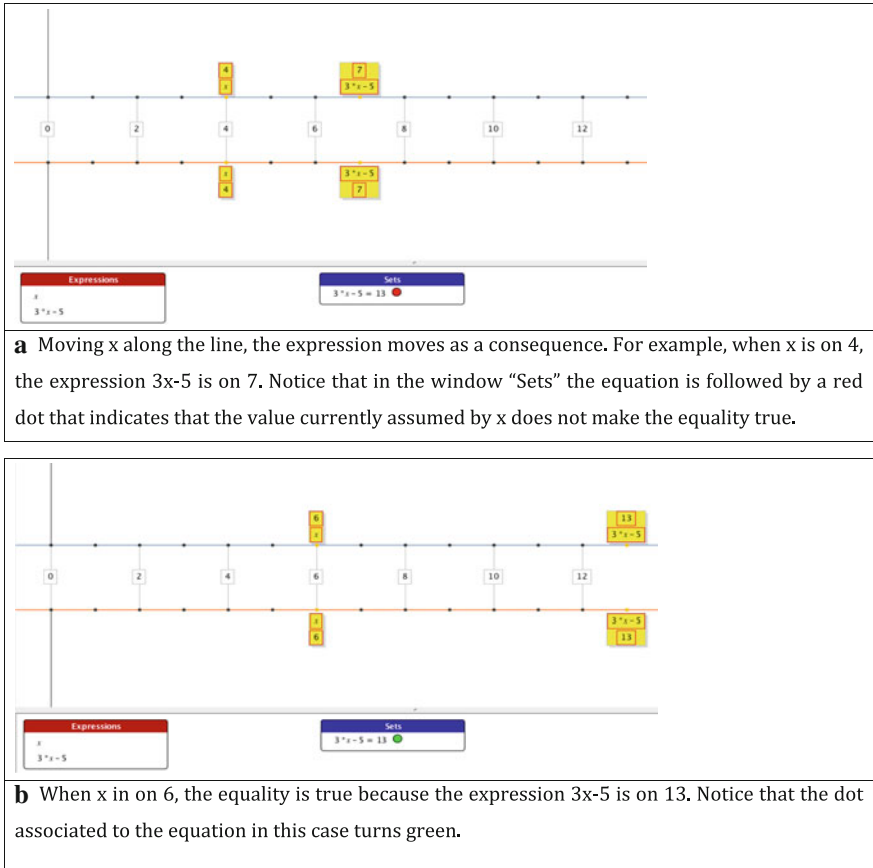 4 7
x 3*x-5
0 2 4 6 8 10 12
x 3*x-5
4 7
Expressions Sets
x 3*x-5 = 13
3*x-5
a Moving x along the line, the expression moves as a consequence. For example, when x is on 4,
the expression 3x-5 is on 7. Notice that in the window “Sets” the equation is followed by a red
dot that indicates that the value currently assumed by x does not make the equality true.
6 13
x 3*x-5
0 2 4 6 8 10 12
x 3*x-5
6 13
Expressions Sets
x 3*x-5 = 13
3*x-5
b When x in on 6, the equality is true because the expression 3x-5 is on 13. Notice that the dot
associated to the equation in this case turns green.